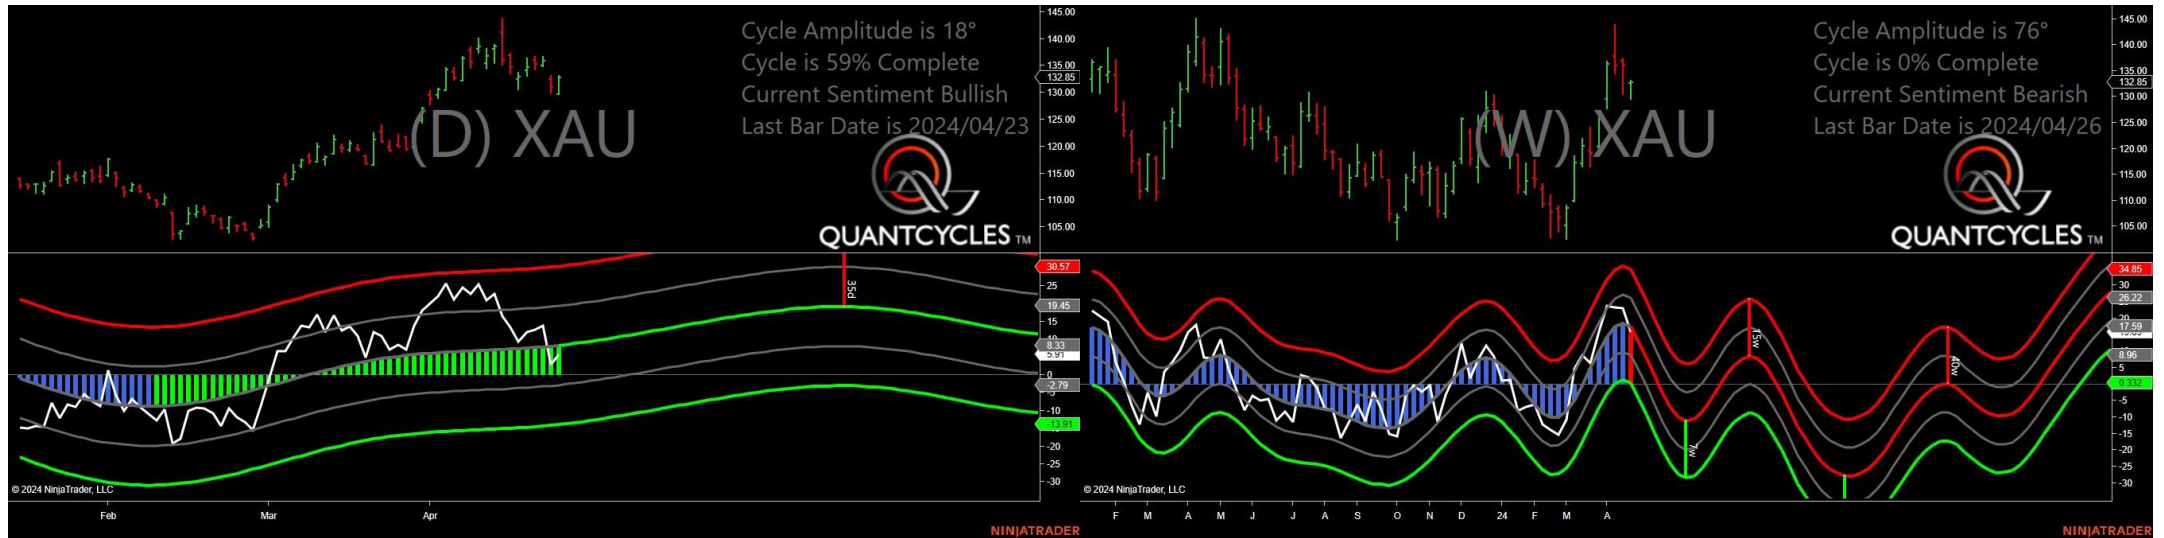 Cycle Amplitude is 18°
Cycle is 59% Complete
Current Sentiment Bullish
Last Bar Date is 2024/04/23
(D) XAU
QUANTCYCLES TM
145.00
140.00
135.00
132.85
130.00
125.00
120.00
115.00
110.00
105.00
30.57
25
19.45
15
8.33
5.91
0
-2.79
-5
-10
-13.91
-20
-25
-30
35d
© 2024 NinjaTrader, LLC
Feb Mar Apr
NINJATRADER
Cycle Amplitude is 76°
Cycle is 0% Complete
Current Sentiment Bearish
Last Bar Date is 2024/04/26
(W) XAU
QUANTCYCLES TM
145.00
140.00
135.00
132.85
130.00
125.00
120.00
115.00
110.00
105.00
34.85
30
26.22
20
17.59
8.96
5
0.332
-5
-10
-15
-20
-25
-30
7w
15w
40w
© 2024 NinjaTrader, LLC
F M A M J J A S O N D 24 F M A
NINJATRADER